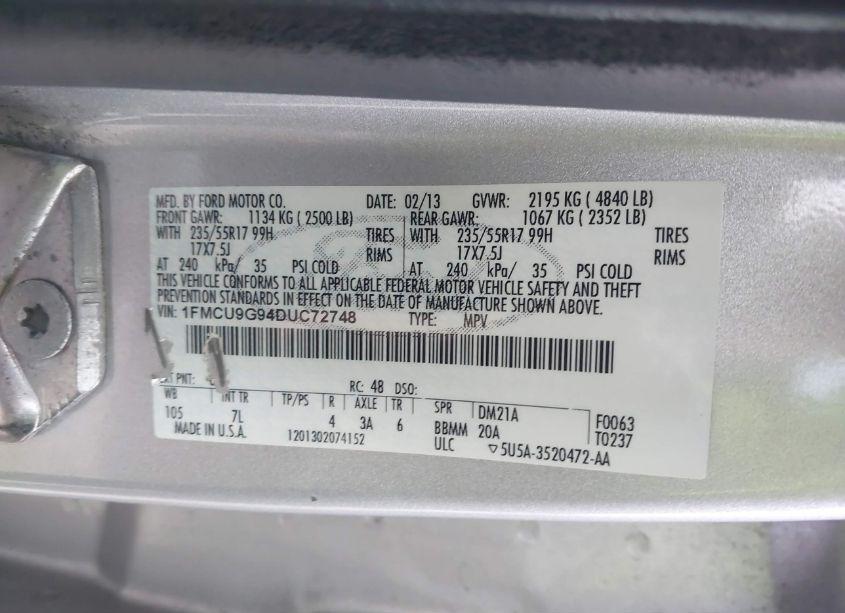 MFD. BY FORD MOTOR CO. DATE: 02/13 GVWR: 2195 KG ( 4840 LB)
FRONT GAWR: 1134 KG ( 2500 LB) REAR GAWR: 1067 KG ( 2352 LB)
WITH 235/55R17 99H TIRES WITH 235/55R17 99H TIRES
17X7.5J RIMS 17X7.5J RIMS
AT 240 kPa/ 35 PSI COLD AT 240 kPa/ 35 PSI COLD
THIS VEHICLE CONFORMS TO ALL APPLICABLE FEDERAL MOTOR VEHICLE SAFETY AND THEFT
PREVENTION STANDARDS IN EFFECT ON THE DATE OF MANUFACTURE SHOWN ABOVE.
VIN: 1FMCU9G94DUC72748 TYPE: MPV
PNT: RC: 48 DSO:
WB INT TR TP/PS R AXLE TR SPR DM21A F0063
105 7L 4 3A 6 BBMM 20A T0237
MADE IN U.S.A. 1201302074152 ULC ▽5U5A-3520472-AA